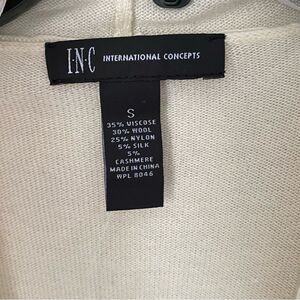 I·N·C INTERNATIONAL CONCEPTS
S
35% VISCOSE
30% WOOL
25% NYLON
5% SILK
5%
CASHMERE
MADE IN CHINA
WPL 8046